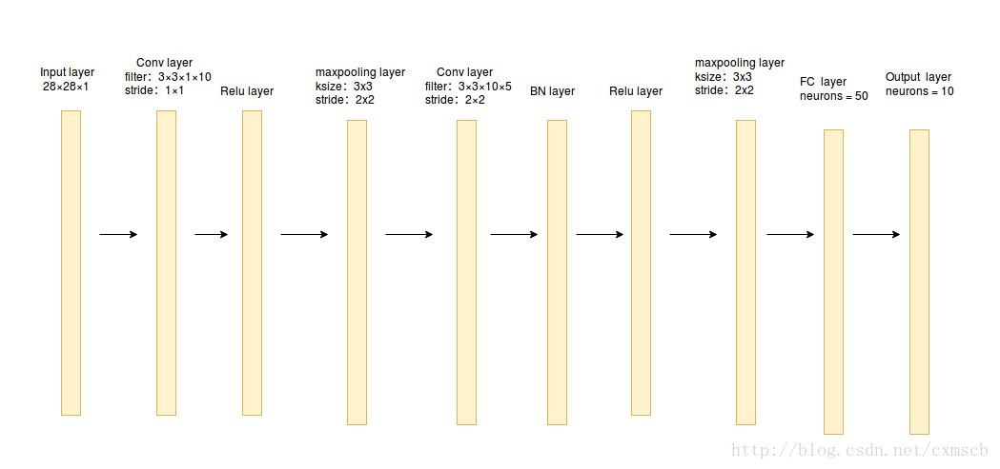 Input layer
28×28×1
Conv layer
filter：3×3×1×10
stride：1×1
Relu layer
maxpooling layer
ksize：3x3
stride：2x2
Conv layer
filter：3×3×10×5
stride：2×2
BN layer
Relu layer
maxpooling layer
ksize：3x3
stride：2x2
FC layer
neurons = 50
Output layer
neurons = 10
http://blog.csdn.net/cxmscb